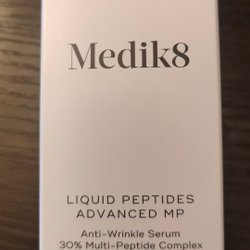 Medik8
LIQUID PEPTIDES
ADVANCED MP
Anti-Wrinkle Serum
30% Multi-Peptide Complex